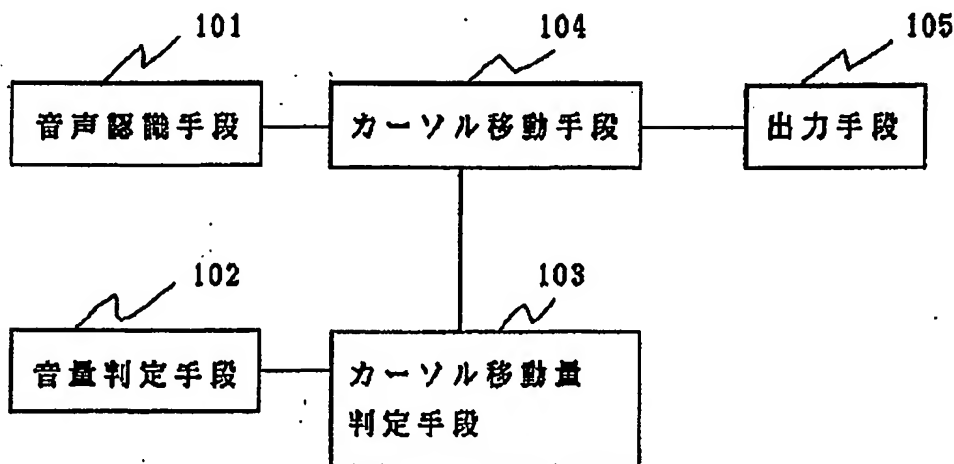 101
104
105
音声認識手段
カーソル移動手段
出力手段
102
103
音量判定手段
カーソル移動量
判定手段